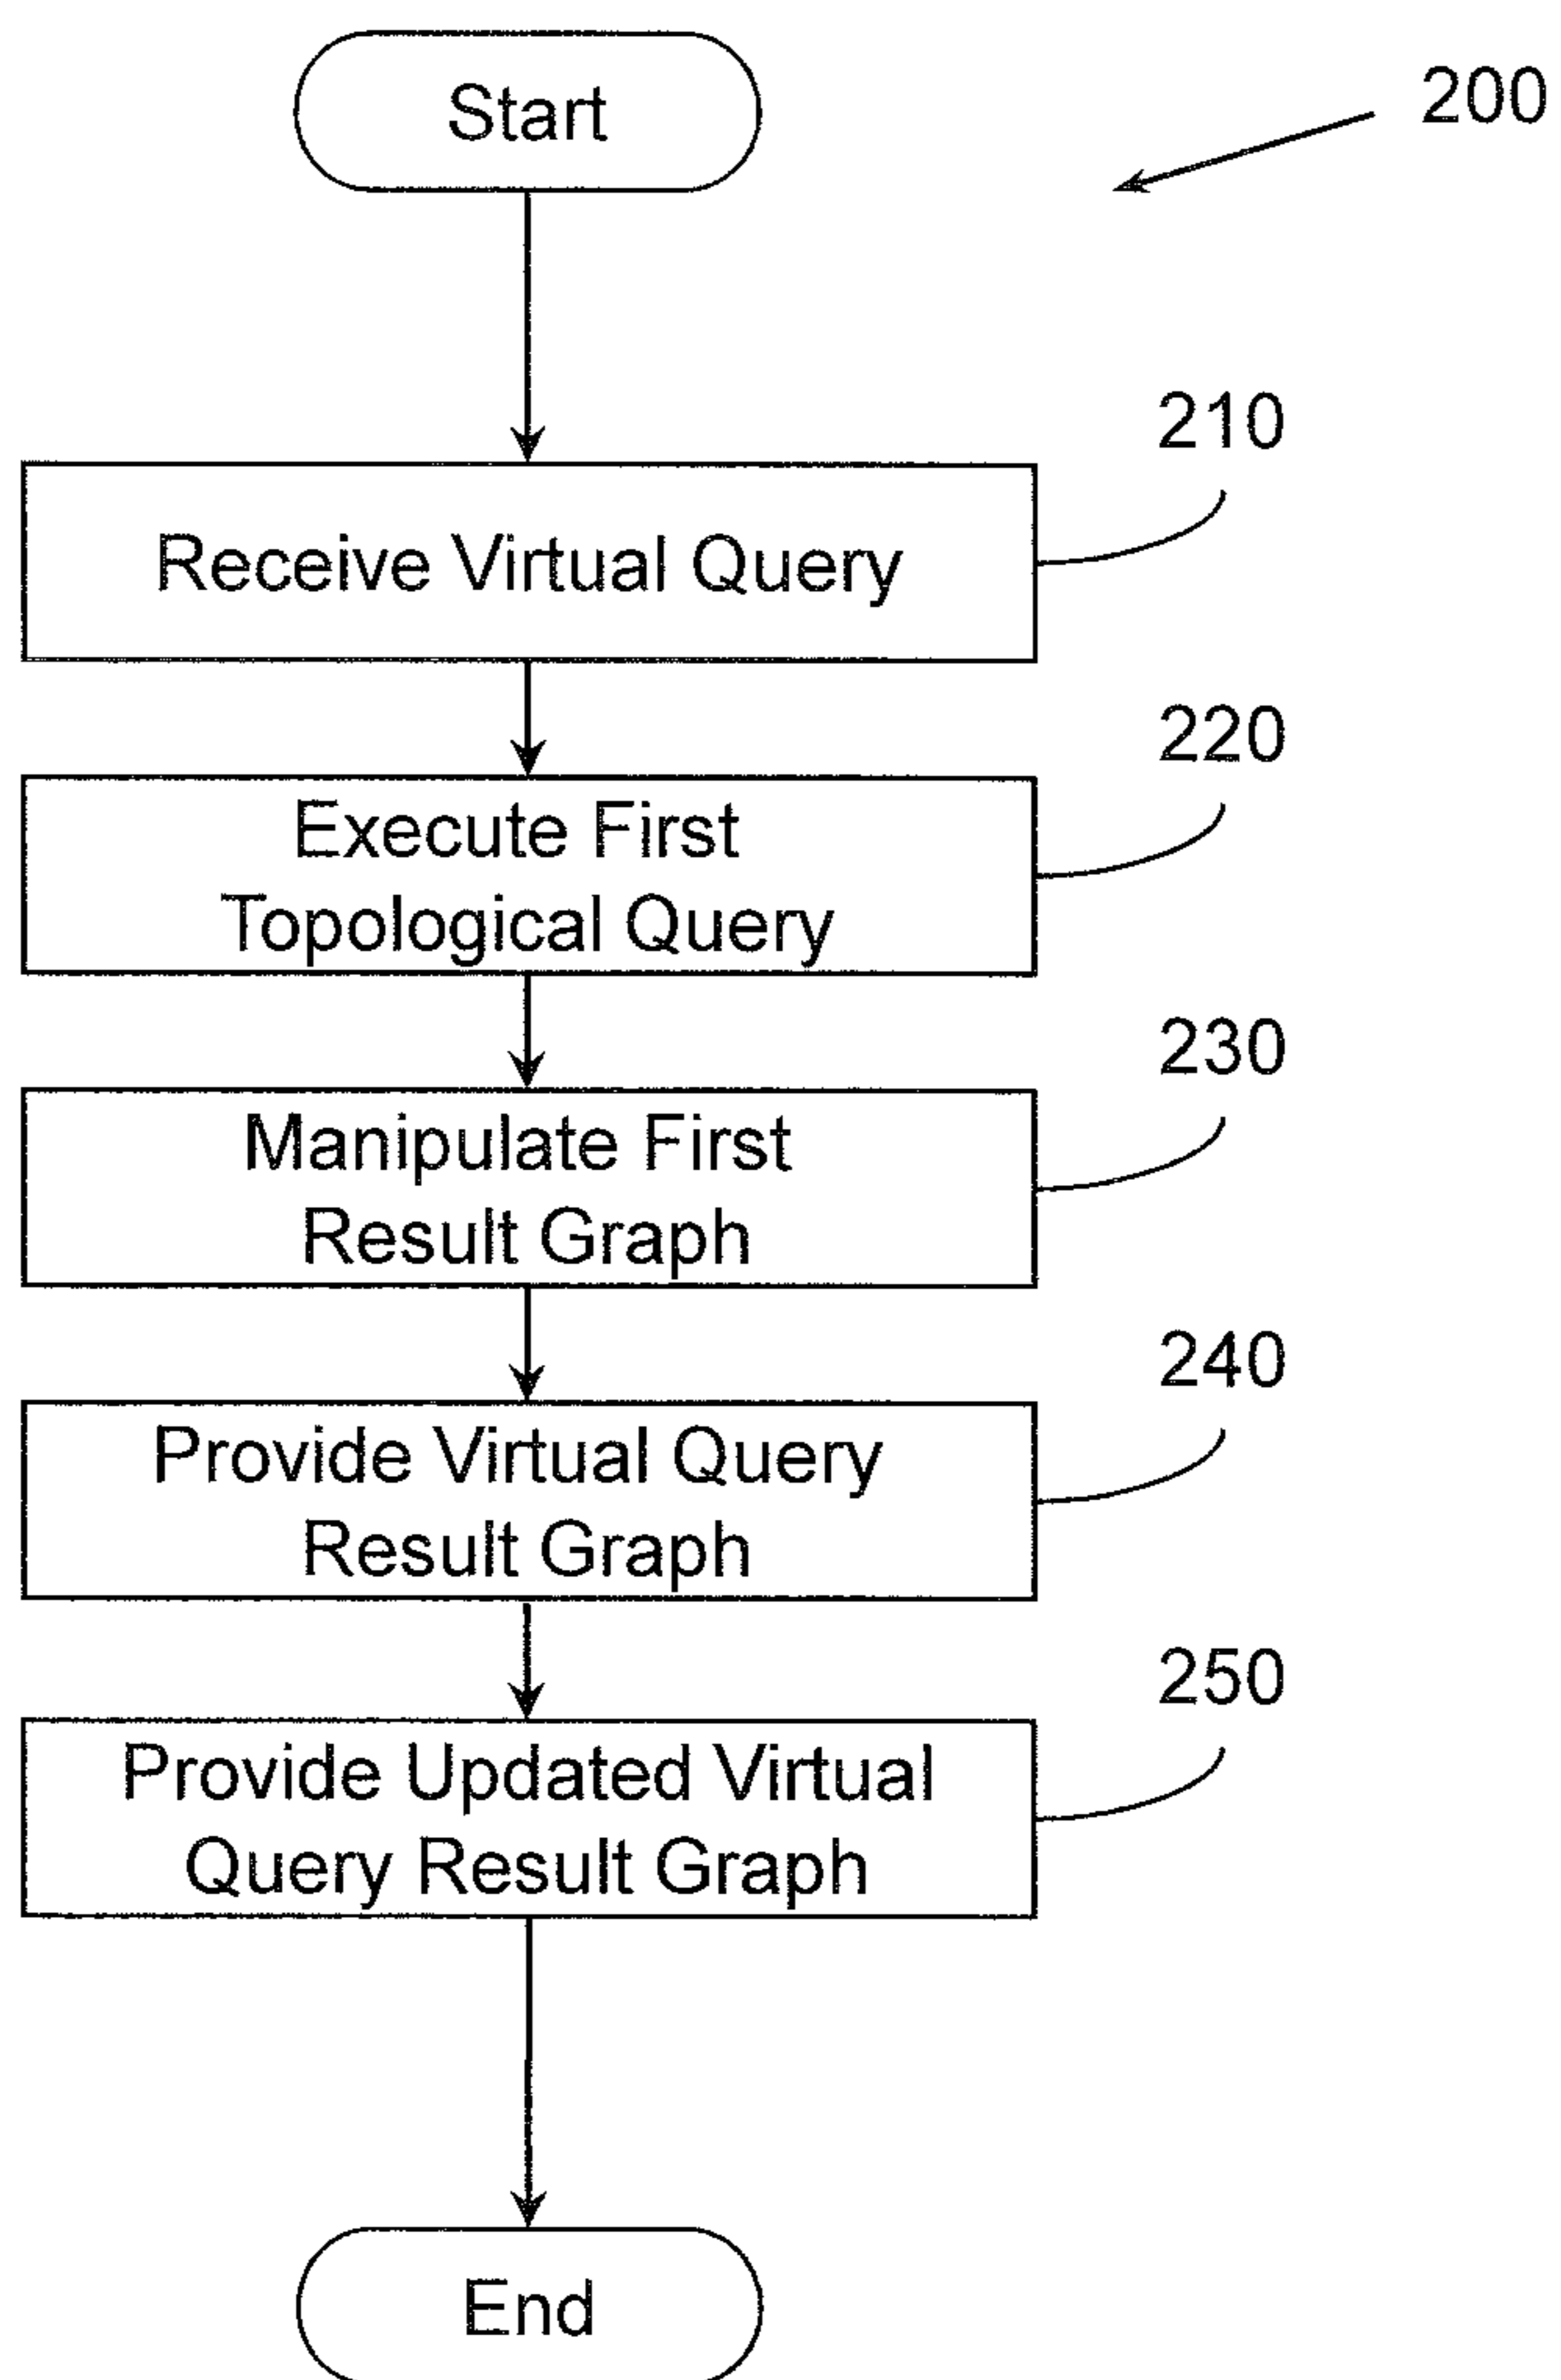 Start
200
210
Receive Virtual Query
220
Execute First
Topological Query
230
Manipulate First
Result Graph
240
Provide Virtual Query
Result Graph
250
Provide Updated Virtual
Query Result Graph
End